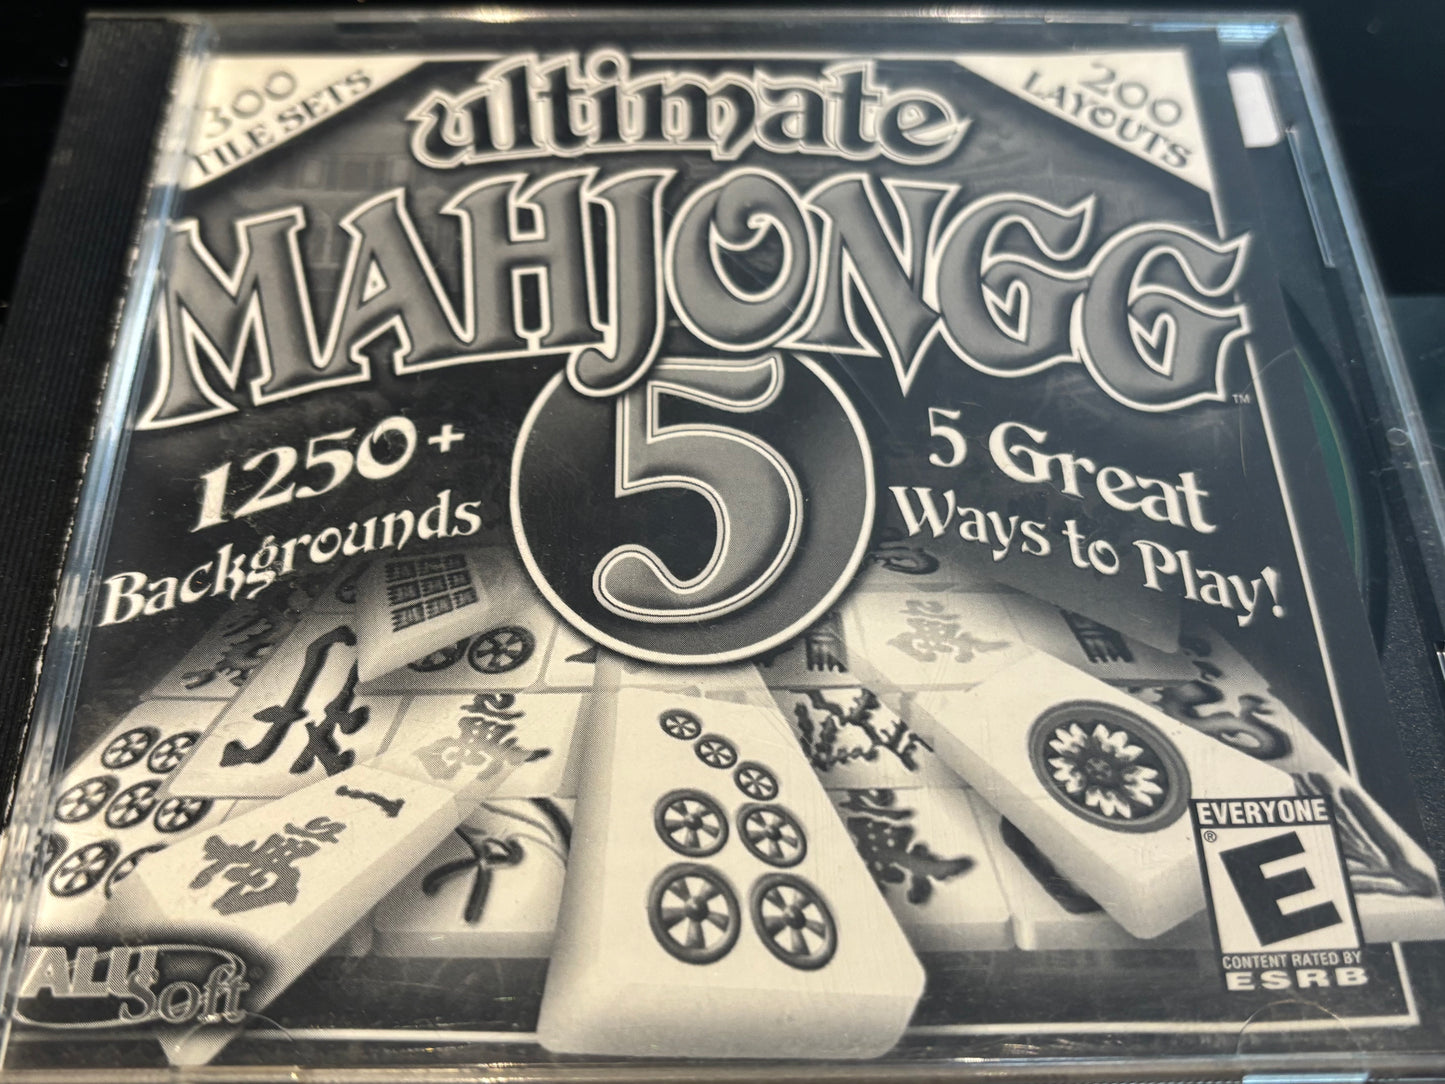 300
TILE SETS
200
LAYOUTS
ultimate
MAHJONGG
TM
5
1250+
Backgrounds
5 Great
Ways to Play!
EVERYONE
E
®
CONTENT RATED BY
ESRB
Soft